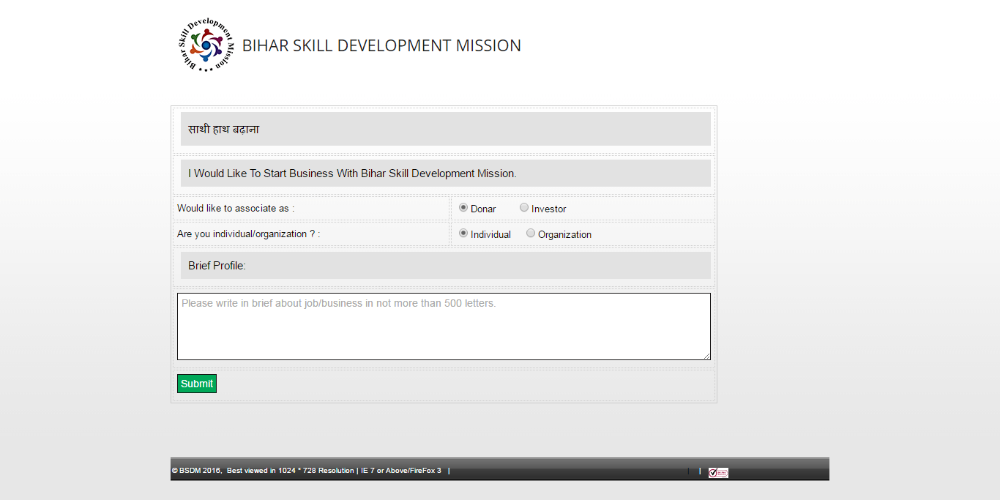 Bihar Skill Development Mission
BIHAR SKILL DEVELOPMENT MISSION
साथी हाथ बढ़ाना
I Would Like To Start Business With Bihar Skill Development Mission.
Would like to associate as :
Donar
Investor
Are you individual/organization ? :
Individual
Organization
Brief Profile:
Please write in brief about job/business in not more than 500 letters.
Submit
© BSDM 2016, Best viewed in 1024 * 728 Resolution | IE 7 or Above/FireFox 3 |
| |